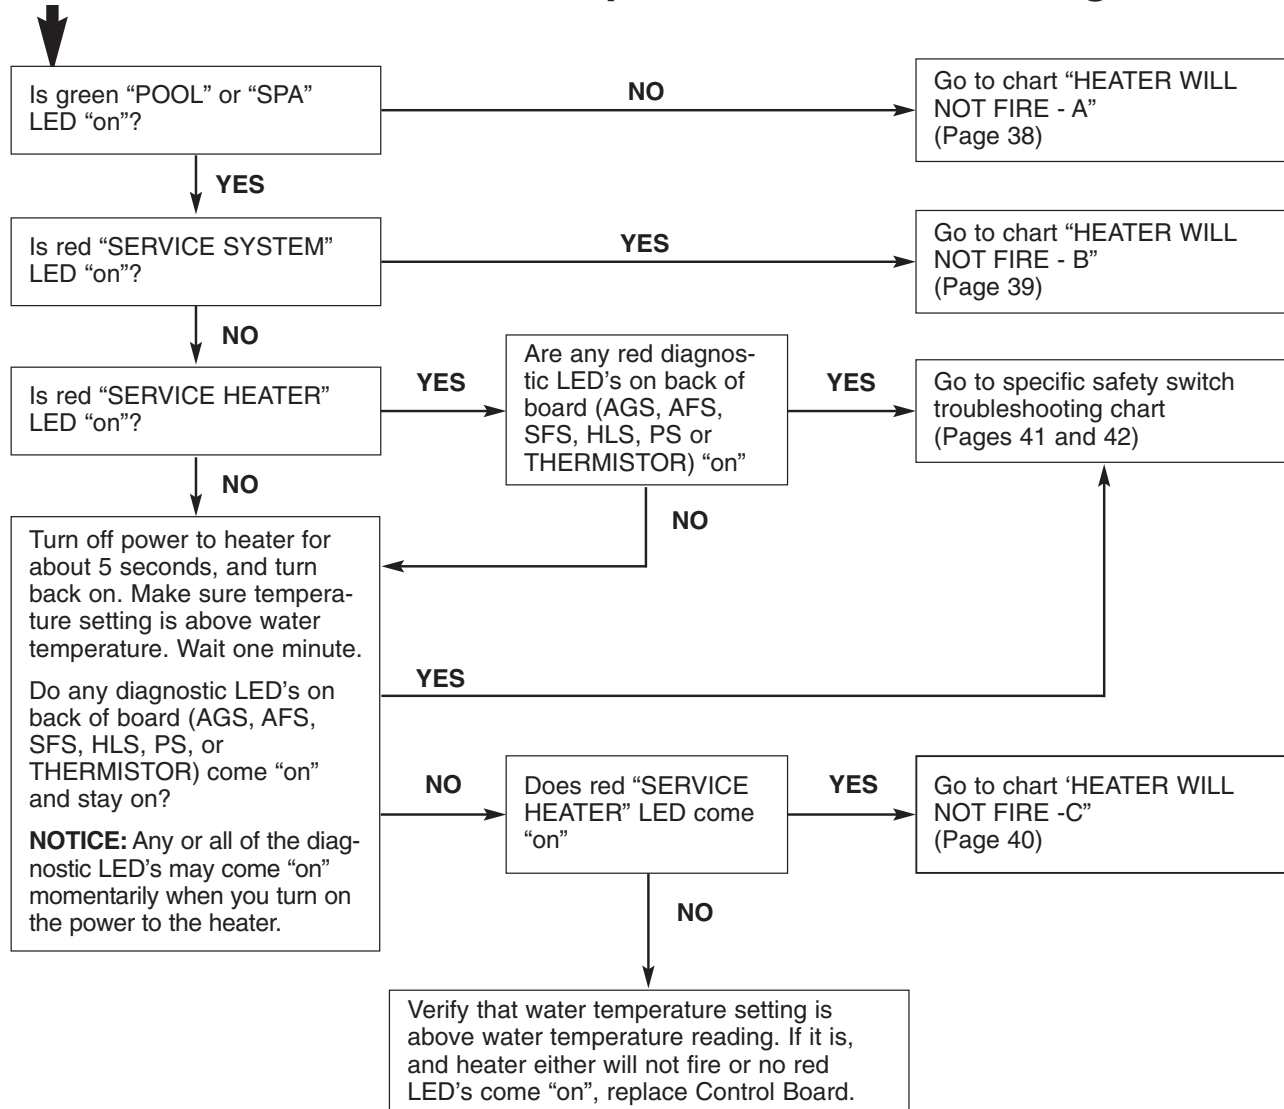 Is green “POOL” or “SPA”
LED “on”?
NO
Go to chart “HEATER WILL
NOT FIRE - A”
(Page 38)
YES
Is red “SERVICE SYSTEM”
LED “on”?
YES
Go to chart “HEATER WILL
NOT FIRE - B”
(Page 39)
NO
Is red “SERVICE HEATER”
LED “on”?
YES
Are any red diagnos-
tic LED’s on back of
board (AGS, AFS,
SFS, HLS, PS or
THERMISTOR) “on”
YES
Go to specific safety switch
troubleshooting chart
(Pages 41 and 42)
NO
NO
Turn off power to heater for
about 5 seconds, and turn
back on. Make sure tempera-
ture setting is above water
temperature. Wait one minute.
Do any diagnostic LED’s on
back of board (AGS, AFS,
SFS, HLS, PS, or
THERMISTOR) come “on”
and stay on?
NOTICE: Any or all of the diag-
nostic LED’s may come “on”
momentarily when you turn on
the power to the heater.
YES
NO
Does red “SERVICE
HEATER” LED come
“on”
YES
Go to chart ‘HEATER WILL
NOT FIRE -C”
(Page 40)
NO
Verify that water temperature setting is
above water temperature reading. If it is,
and heater either will not fire or no red
LED’s come “on”, replace Control Board.